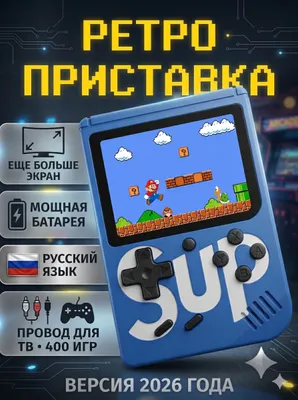 РЕТРО
ПРИСТАВКА
ЕЩЕ БОЛЬШЕ
ЭКРАН
МОЩНАЯ
БАТАРЕЯ
РУССКИЙ
ЯЗЫК
ПРОВОД ДЛЯ
ТВ • 400 ИГР
SUP
ВЕРСИЯ 2026 ГОДА